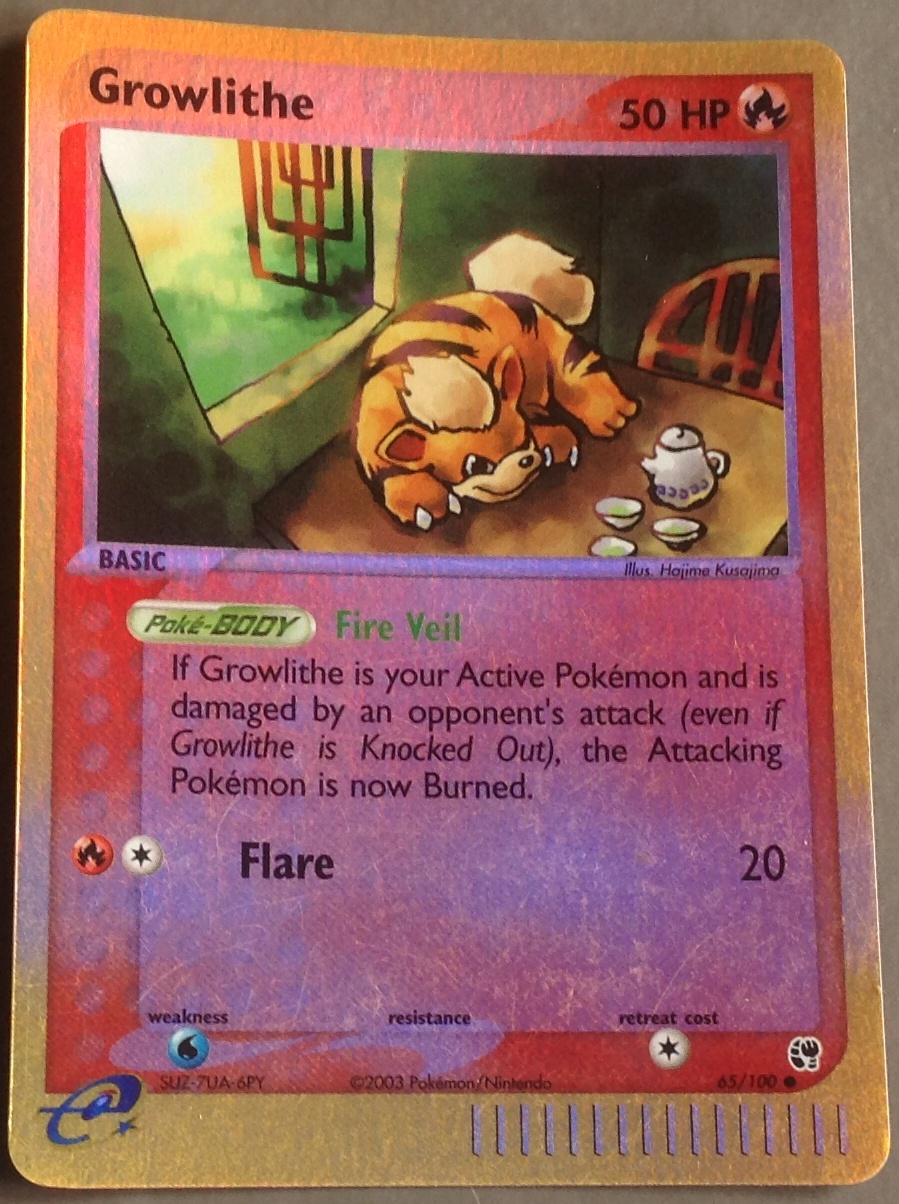 Growlithe 50 HP
BASIC
Illus. Hajime Kusajima
Poké-BODY Fire Veil
If Growlithe is your Active Pokémon and is
damaged by an opponent's attack (even if
Growlithe is Knocked Out), the Attacking
Pokémon is now Burned.
Flare 20
weakness resistance retreat cost
SUZ-7UA-6PY ©2003 Pokémon/Nintendo 65/100
e